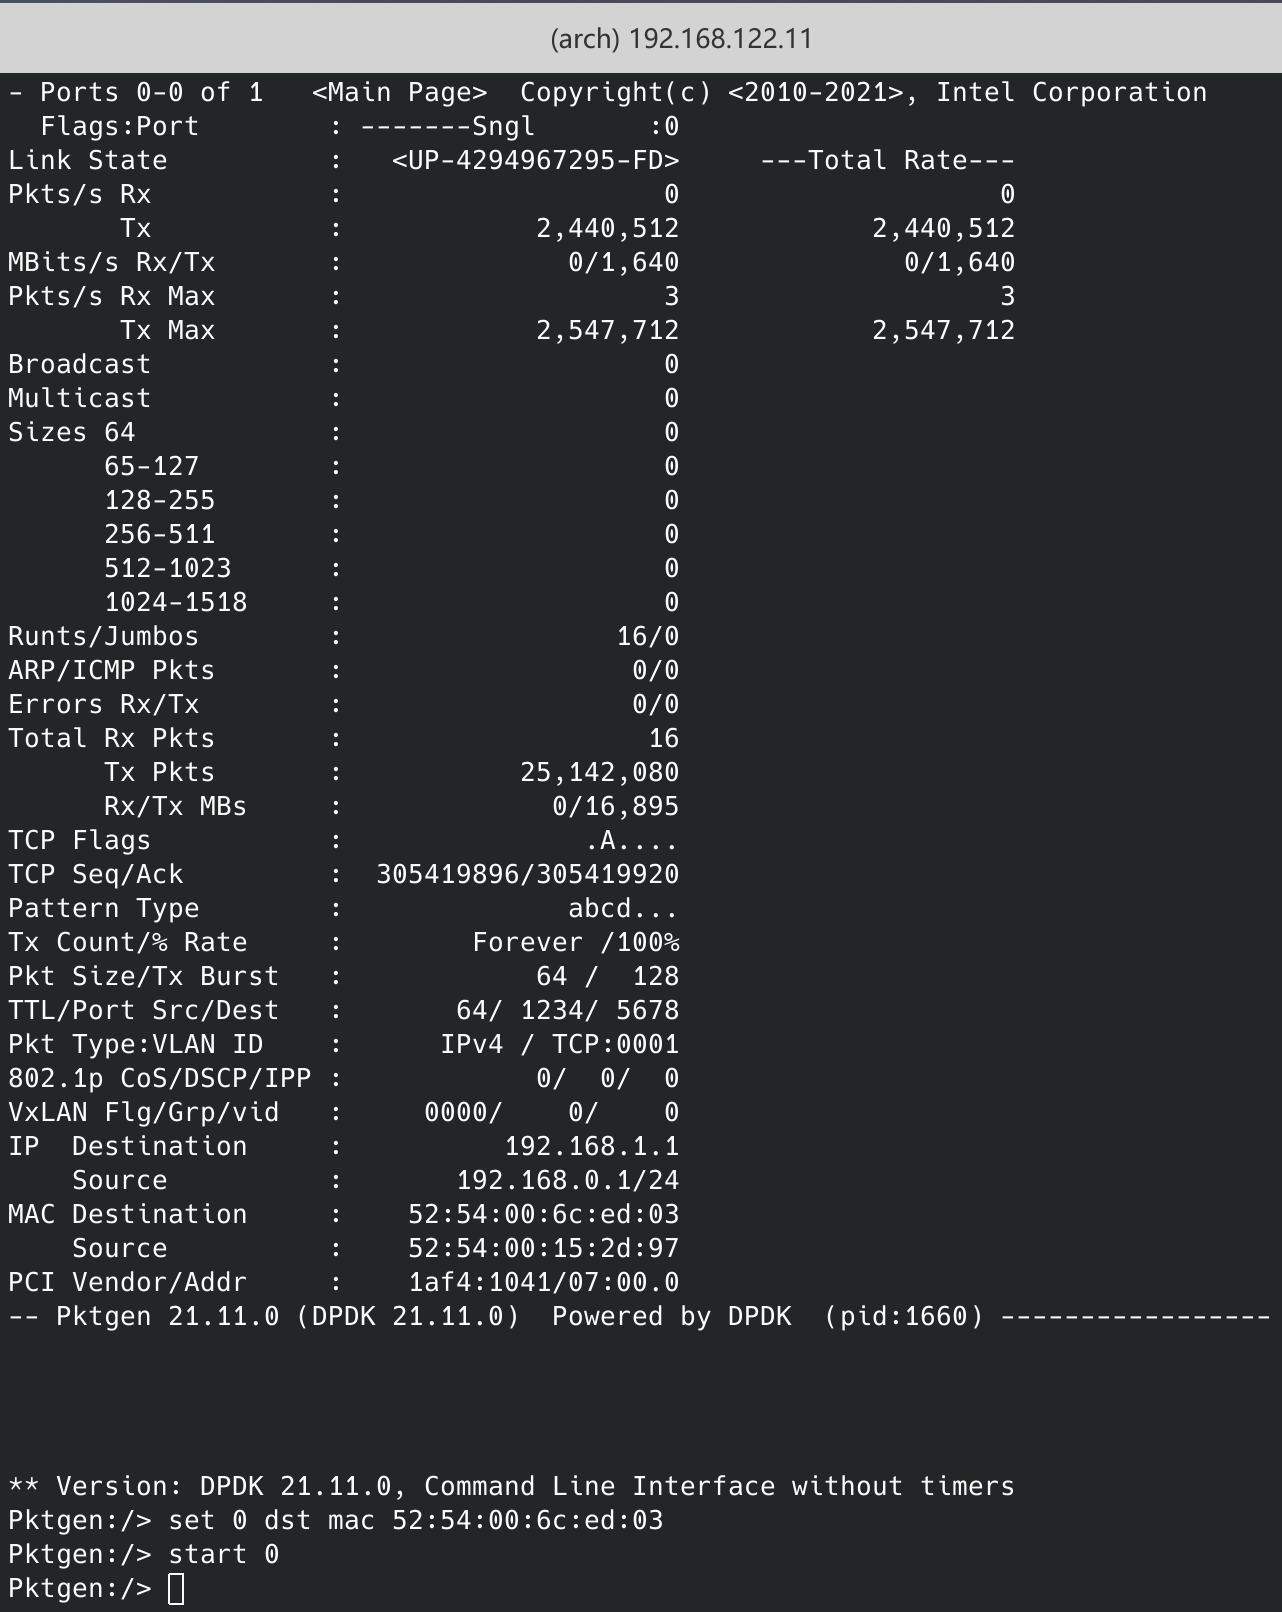 (arch) 192.168.122.11
- Ports 0-0 of 1   <Main Page>  Copyright(c) <2010-2021>, Intel Corporation
  Flags:Port        : -------Sngl       :0
Link State          :   <UP-4294967295-FD>     ---Total Rate---
Pkts/s Rx           :                    0                    0
       Tx           :            2,440,512            2,440,512
MBits/s Rx/Tx       :              0/1,640              0/1,640
Pkts/s Rx Max       :                    3                    3
       Tx Max       :            2,547,712            2,547,712
Broadcast           :                    0
Multicast           :                    0
Sizes 64            :                    0
      65-127        :                    0
      128-255       :                    0
      256-511       :                    0
      512-1023      :                    0
      1024-1518     :                    0
Runts/Jumbos        :                 16/0
ARP/ICMP Pkts       :                  0/0
Errors Rx/Tx        :                  0/0
Total Rx Pkts       :                   16
      Tx Pkts       :           25,142,080
      Rx/Tx MBs     :             0/16,895
TCP Flags           :               .A....
TCP Seq/Ack         :  305419896/305419920
Pattern Type        :              abcd...
Tx Count/% Rate     :        Forever /100%
Pkt Size/Tx Burst   :            64 /  128
TTL/Port Src/Dest   :       64/ 1234/ 5678
Pkt Type:VLAN ID    :      IPv4 / TCP:0001
802.1p CoS/DSCP/IPP :            0/  0/  0
VxLAN Flg/Grp/vid   :     0000/    0/    0
IP  Destination     :          192.168.1.1
    Source          :       192.168.0.1/24
MAC Destination     :    52:54:00:6c:ed:03
    Source          :    52:54:00:15:2d:97
PCI Vendor/Addr     :    1af4:1041/07:00.0
-- Pktgen 21.11.0 (DPDK 21.11.0)  Powered by DPDK  (pid:1660) -----------------
** Version: DPDK 21.11.0, Command Line Interface without timers
Pktgen:/> set 0 dst mac 52:54:00:6c:ed:03
Pktgen:/> start 0
Pktgen:/>